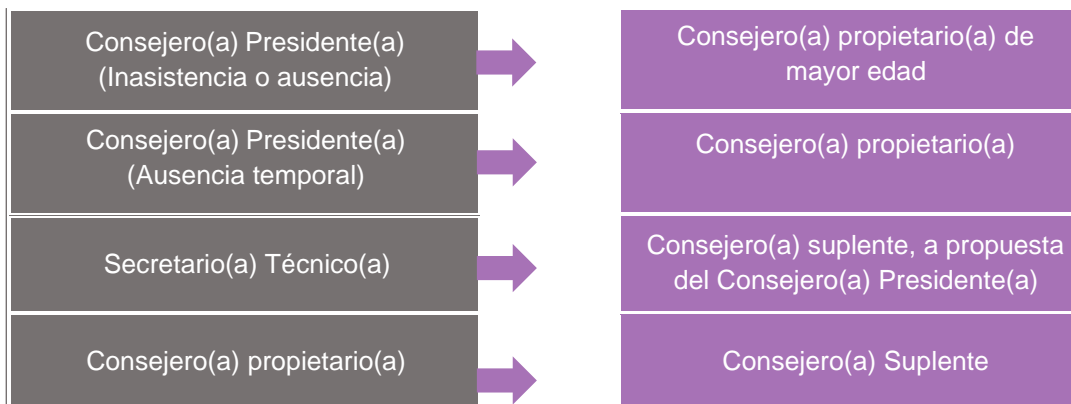 Consejero(a) Presidente(a)
(Inasistencia o ausencia)
Consejero(a) propietario(a) de
mayor edad
Consejero(a) Presidente(a)
(Ausencia temporal)
Consejero(a) propietario(a)
Secretario(a) Técnico(a)
Consejero(a) suplente, a propuesta
del Consejero(a) Presidente(a)
Consejero(a) propietario(a)
Consejero(a) Suplente